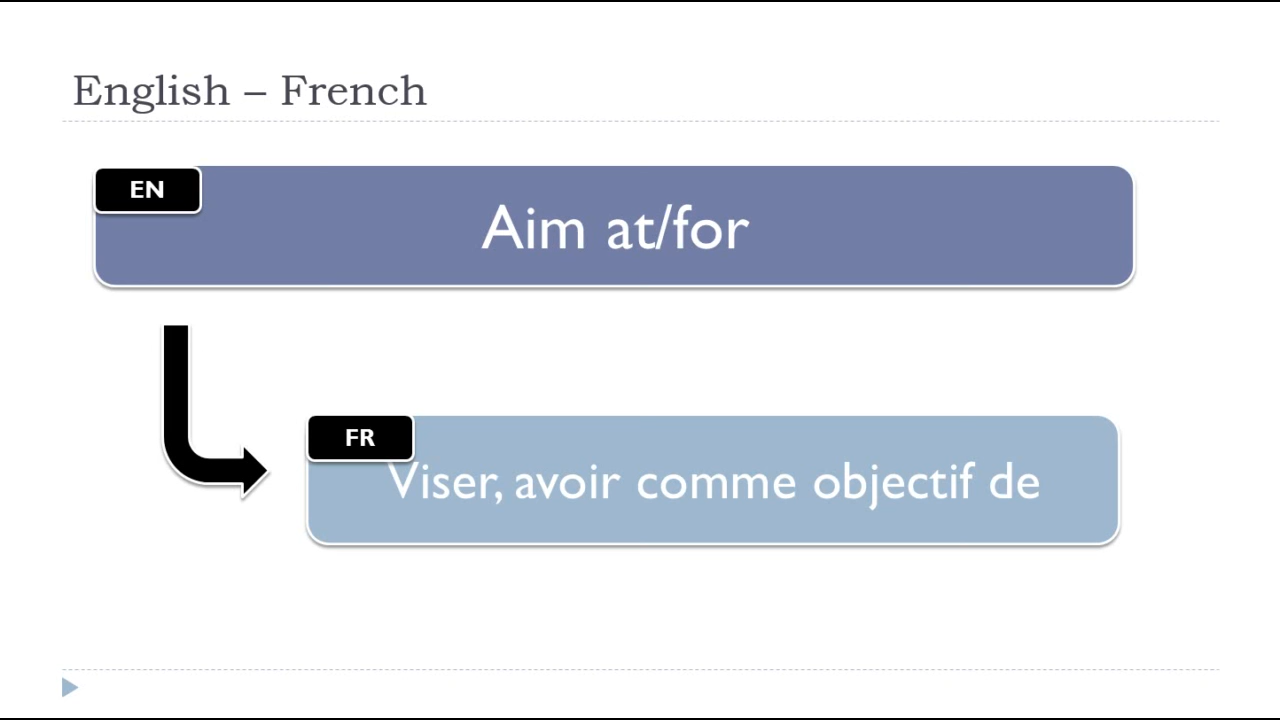 English – French
EN
Aim at/for
FR
Viser, avoir comme objectif de